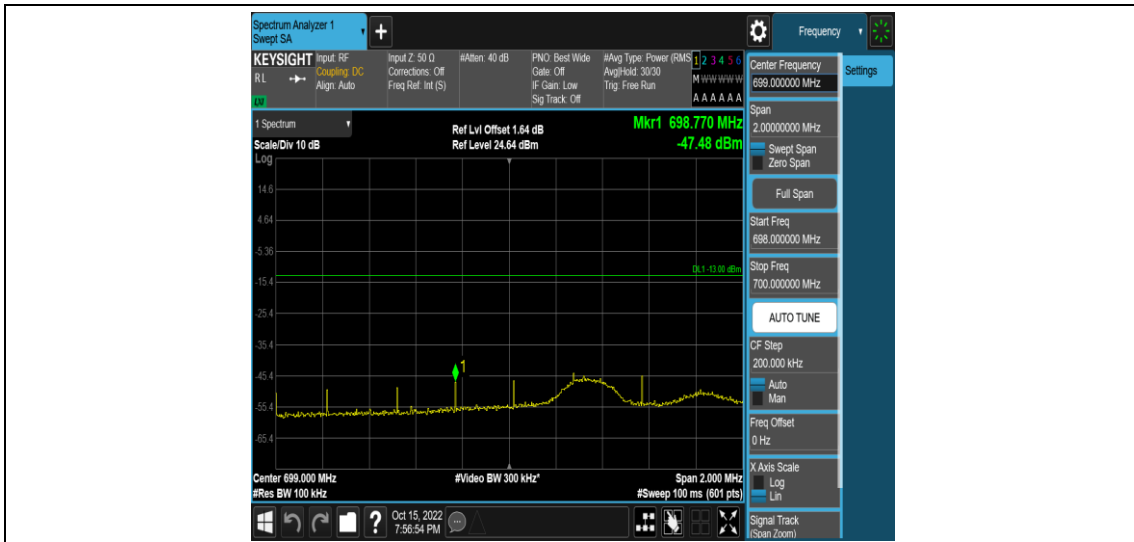 Spectrum Analyzer 1
Swept SA
+
Frequency
KEYSIGHT
RL
LM
Input: RF
Coupling: DC
Align: Auto
Input Z: 50 Ω
Corrections: Off
Freq Ref: Int (S)
#Atten: 40 dB
PNO: Best Wide
Gate: Off
IF Gain: Low
Sig Track: Off
#Avg Type: Power (RMS
Avg|Hold: 30/30
Trig: Free Run
1 2 3 4 5 6
M W W W W W
A A A A A A
1 Spectrum
Scale/Div 10 dB
Log
Ref Lvl Offset 1.64 dB
Ref Level 24.64 dBm
Mkr1 698.770 MHz
-47.48 dBm
14.6
4.64
-5.36
-15.4
-25.4
-35.4
-45.4
-55.4
-65.4
DL1 -13.00 dBm
1
Center 699.000 MHz
#Res BW 100 kHz
#Video BW 300 kHz*
Span 2.000 MHz
#Sweep 100 ms (601 pts)
?
Oct 15, 2022
7:56:54 PM
Center Frequency
699.000000 MHz
Settings
Span
2.00000000 MHz
Swept Span
Zero Span
Full Span
Start Freq
698.000000 MHz
Stop Freq
700.000000 MHz
AUTO TUNE
CF Step
200.000 kHz
Auto
Man
Freq Offset
0 Hz
X Axis Scale
Log
Lin
Signal Track
(Span Zoom)